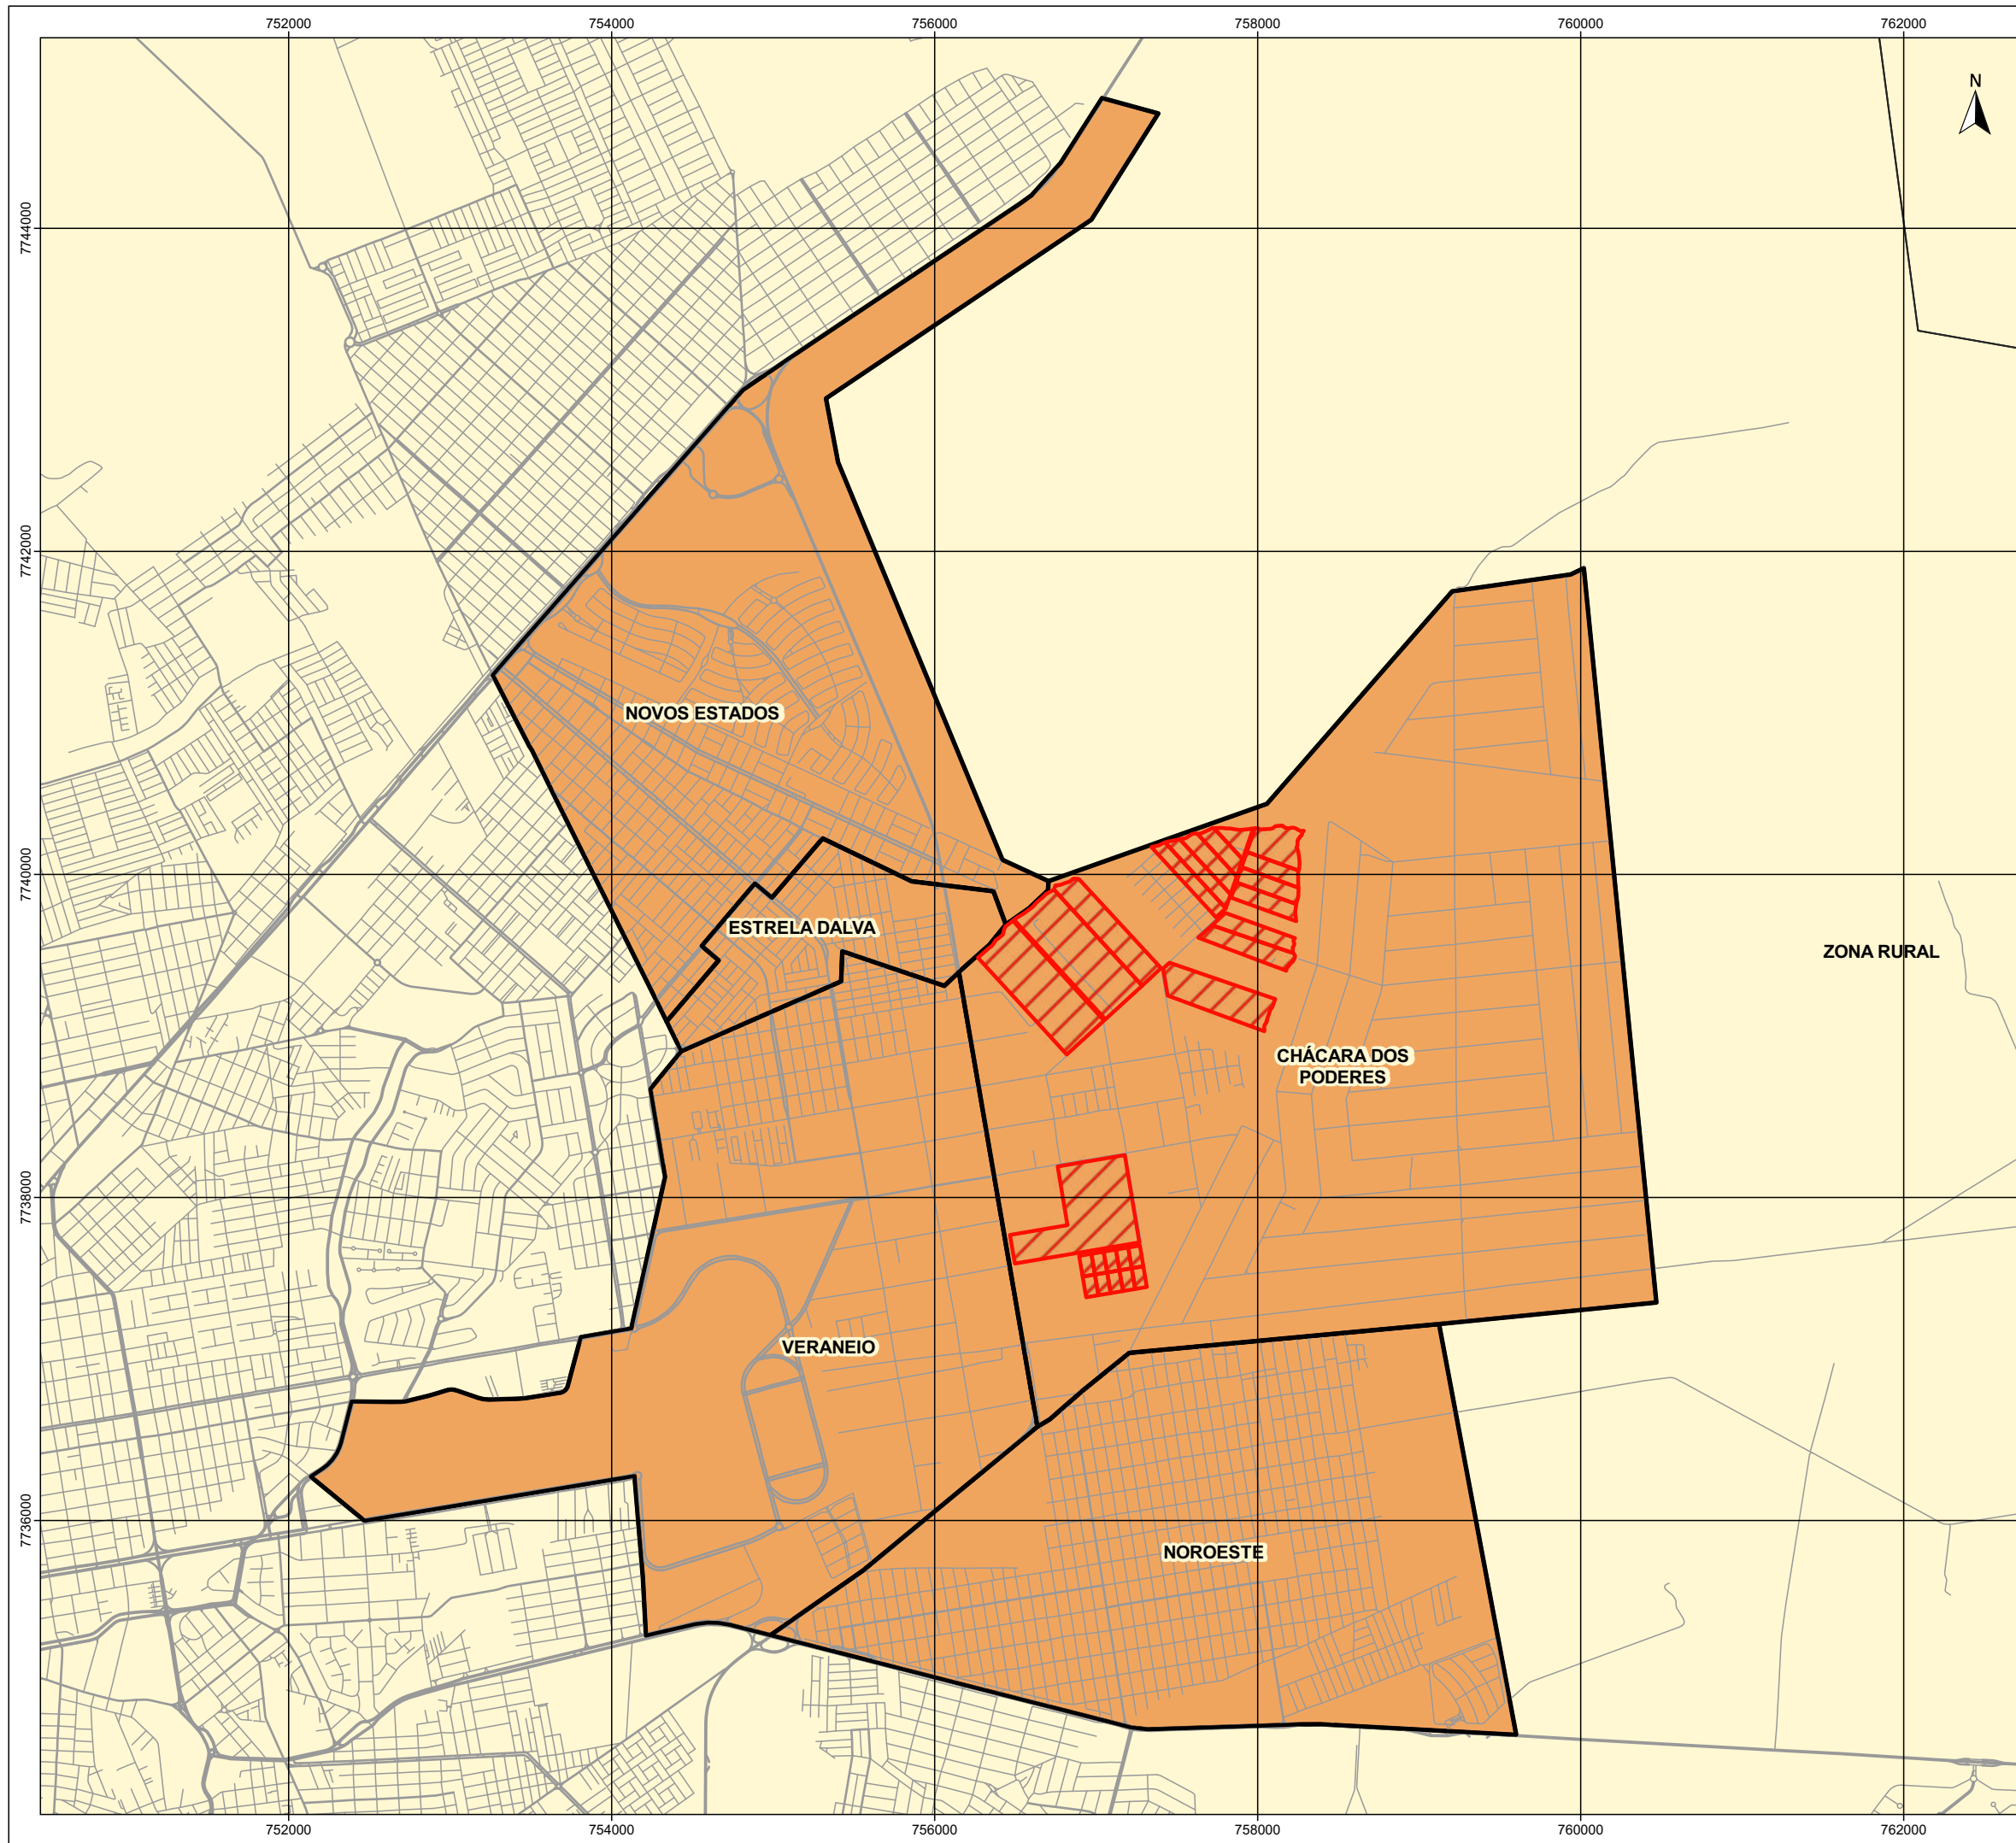 752000
754000
756000
758000
760000
762000
N
7744000
7742000
NOVOS ESTADOS
7740000
ESTRELA DALVA
ZONA RURAL
CHÁCARA DOS
PODERES
7738000
VERANEIO
7736000
NOROESTE
752000
754000
756000
758000
760000
762000